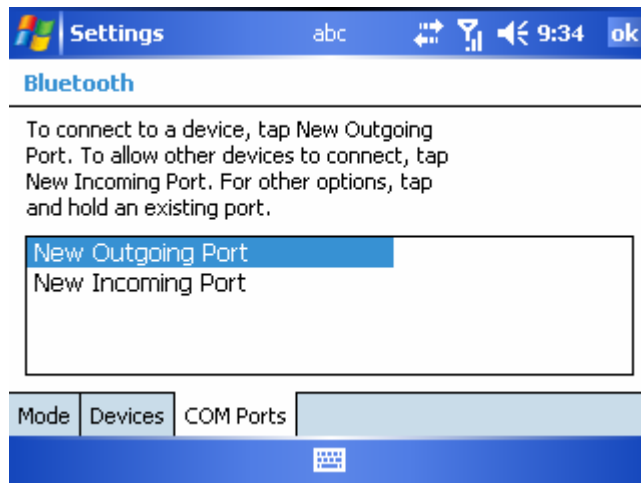 Settings abc 9:34 ok
Bluetooth
To connect to a device, tap New Outgoing
Port. To allow other devices to connect, tap
New Incoming Port. For other options, tap
and hold an existing port.
New Outgoing Port
New Incoming Port
Mode Devices COM Ports